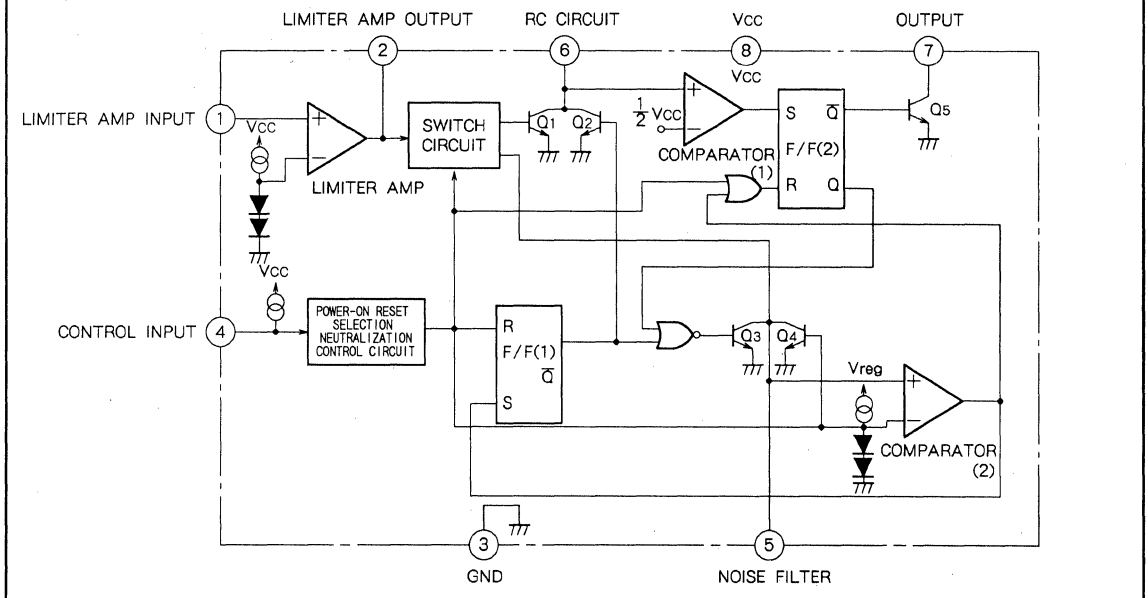 LIMITER AMP OUTPUT
RC CIRCUIT
VCC
OUTPUT
2
6
8
7
VCC
LIMITER AMP INPUT
1
VCC
+
−
LIMITER AMP
SWITCH
CIRCUIT
Q1
Q2
1/2 VCC
+
−
COMPARATOR
(1)
S
Q̅
F/F(2)
R
Q
Q5
VCC
CONTROL INPUT
4
POWER-ON RESET
SELECTION
NEUTRALIZATION
CONTROL CIRCUIT
R
F/F(1)
Q̅
S
Q3
Q4
Vreg
+
−
COMPARATOR
(2)
3
GND
5
NOISE FILTER